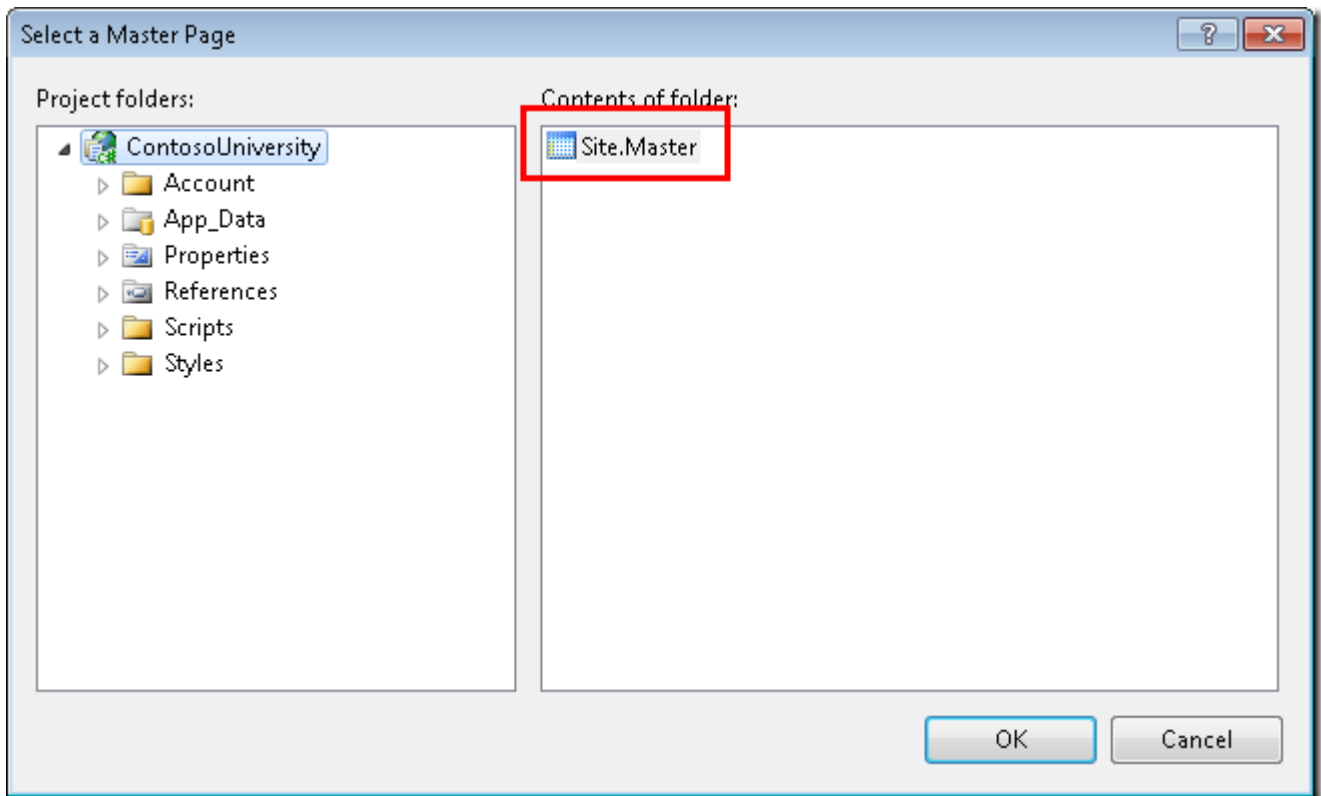 Select a Master Page
Project folders:
Contents of folder:
ContosoUniversity
Account
App_Data
Properties
References
Scripts
Styles
Site.Master
OK
Cancel